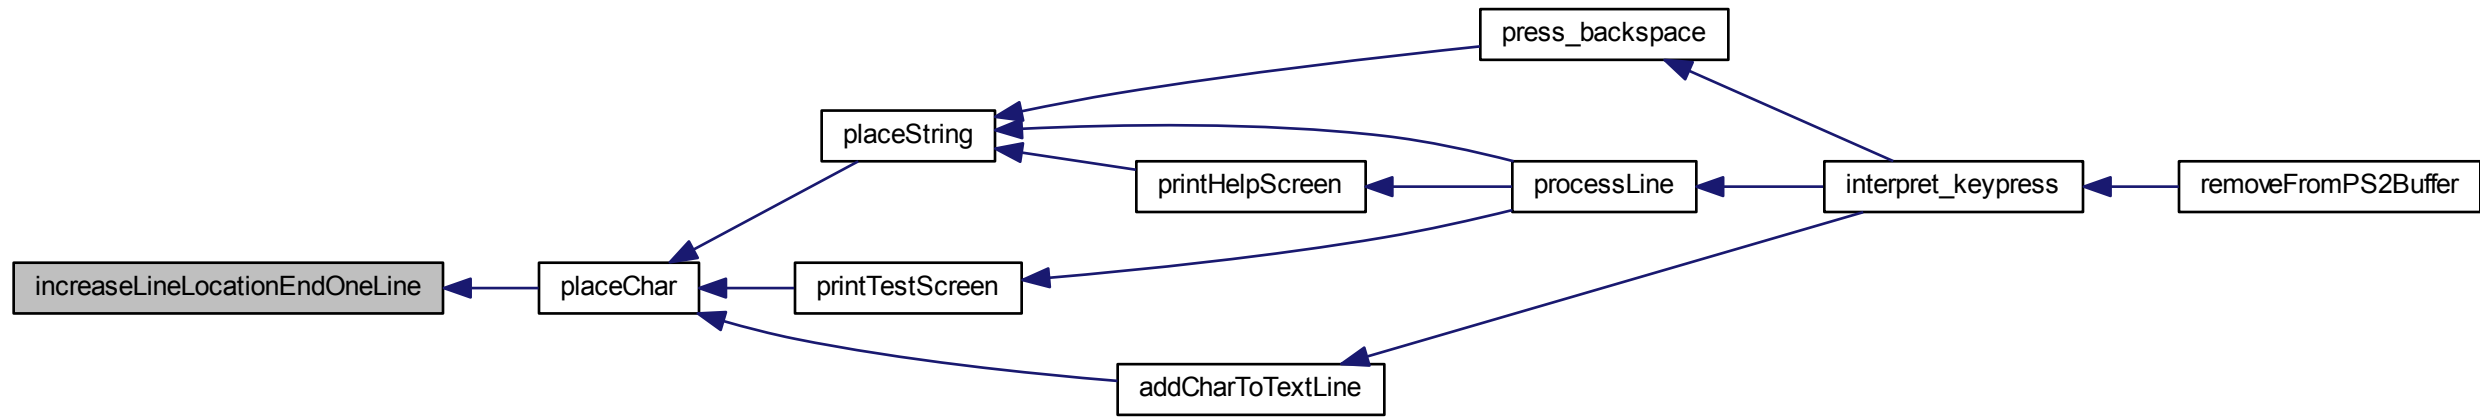 press_backspace
placeString
printHelpScreen
processLine
interpret_keypress
removeFromPS2Buffer
increaseLineLocationEndOneLine
placeChar
printTestScreen
addCharToTextLine